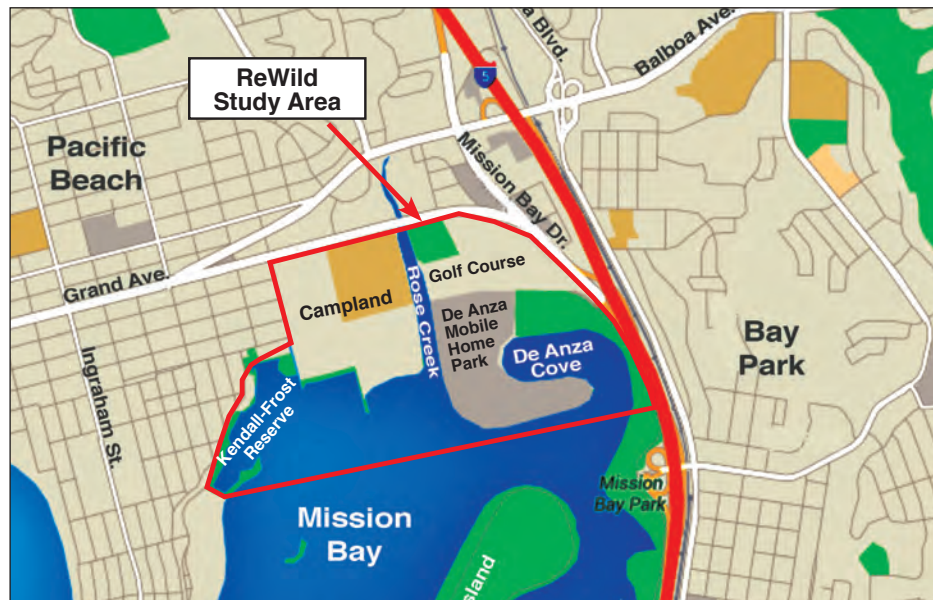 a Blvd.
Balboa Ave.
ReWild
Study Area
5
Pacific
Beach
Mission Bay Dr.
Grand Ave.
Golf Course
Campland
Rose Creek
De Anza
Mobile
Home
Park
De Anza
Cove
Bay
Park
Ingraham St.
Kendall-Frost
Reserve
Mission
Bay Park
Mission
Bay
sland